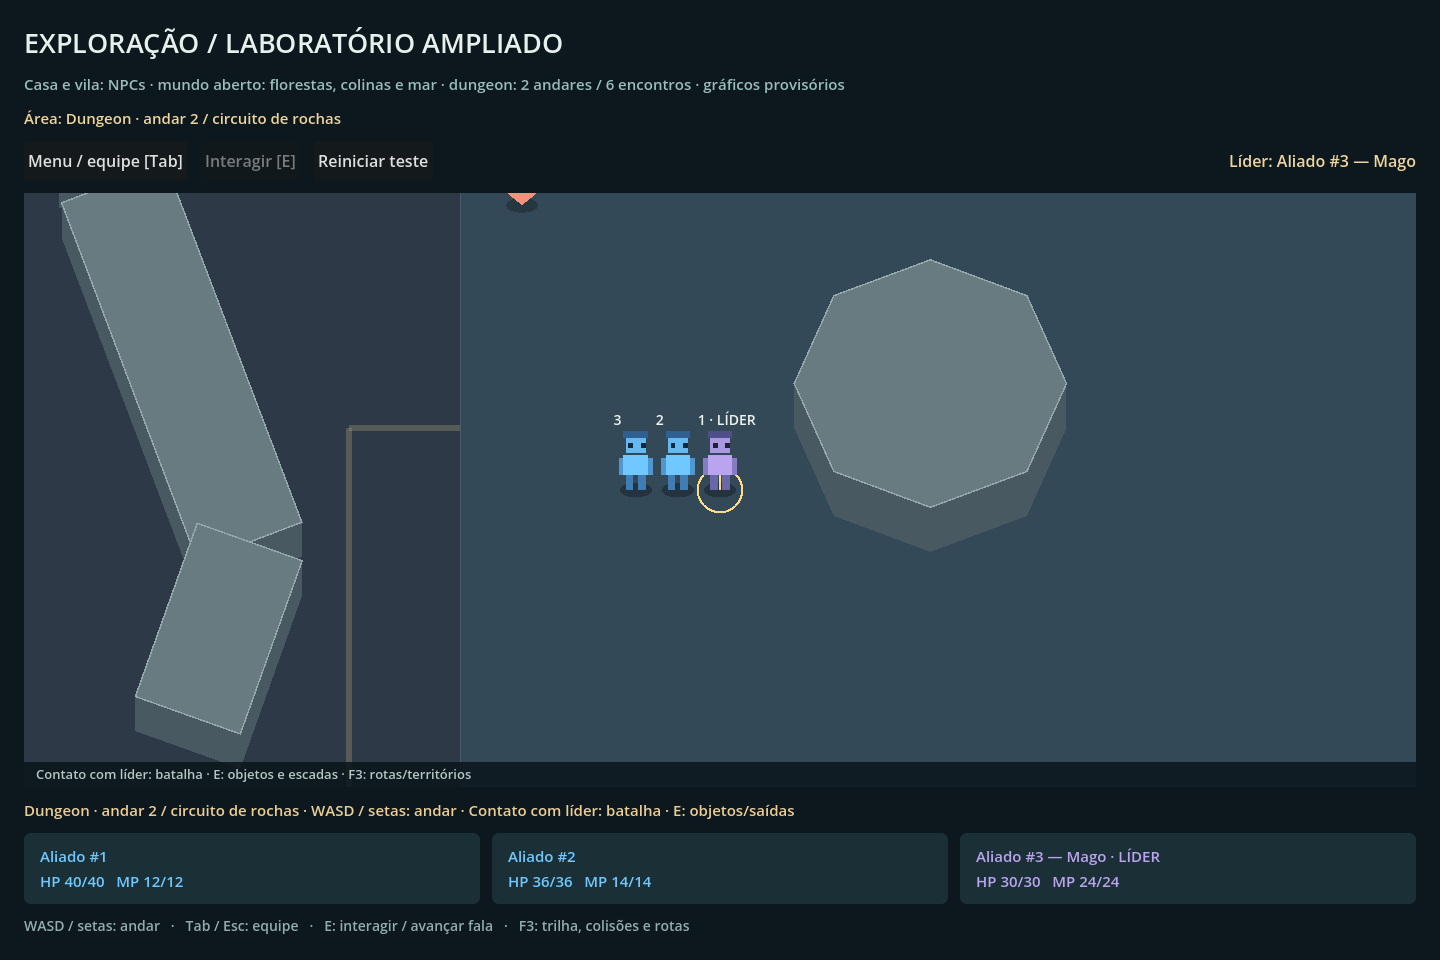 EXPLORAÇÃO / LABORATÓRIO AMPLIADO
Casa e vila: NPCs · mundo aberto: florestas, colinas e mar · dungeon: 2 andares / 6 encontros · gráficos provisórios
Área: Dungeon · andar 2 / circuito de rochas
Menu / equipe [Tab] Interagir [E] Reiniciar teste Líder: Aliado #3 — Mago
3 2 1 · LÍDER
Contato com líder: batalha · E: objetos e escadas · F3: rotas/territórios
Dungeon · andar 2 / circuito de rochas · WASD / setas: andar · Contato com líder: batalha · E: objetos/saídas
Aliado #1
HP 40/40 MP 12/12
Aliado #2
HP 36/36 MP 14/14
Aliado #3 — Mago · LÍDER
HP 30/30 MP 24/24
WASD / setas: andar · Tab / Esc: equipe · E: interagir / avançar fala · F3: trilha, colisões e rotas